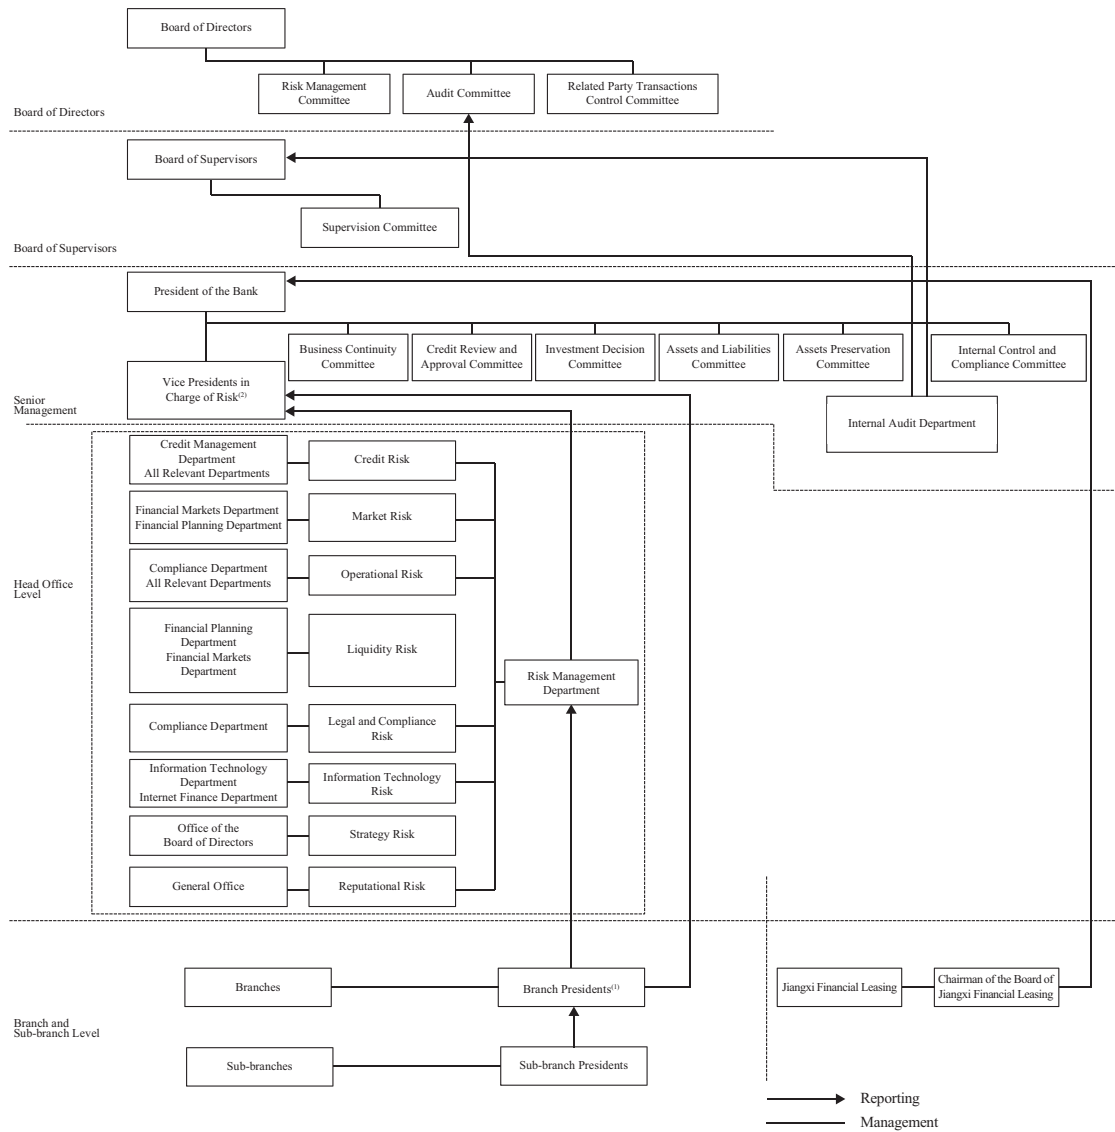 Board of Directors
Risk Management
Committee
Audit Committee
Related Party Transactions
Control Committee
Board of Directors
Board of Supervisors
Supervision Committee
Board of Supervisors
President of the Bank
Business Continuity
Committee
Credit Review and
Approval Committee
Investment Decision
Committee
Assets and Liabilities
Committee
Assets Preservation
Committee
Internal Control and
Compliance Committee
Vice Presidents in
Charge of Risk(2)
Senior
Management
Internal Audit Department
Credit Management
Department
All Relevant Departments
Credit Risk
Financial Markets Department
Financial Planning Department
Market Risk
Compliance Department
All Relevant Departments
Operational Risk
Head Office
Level
Financial Planning
Department
Financial Markets
Department
Liquidity Risk
Risk Management
Department
Compliance Department
Legal and Compliance
Risk
Information Technology
Department
Internet Finance Department
Information Technology
Risk
Office of the
Board of Directors
Strategy Risk
General Office
Reputational Risk
Branches
Branch Presidents(1)
Jiangxi Financial Leasing
Chairman of the Board of
Jiangxi Financial Leasing
Branch and
Sub-branch Level
Sub-branches
Sub-branch Presidents
Reporting
Management